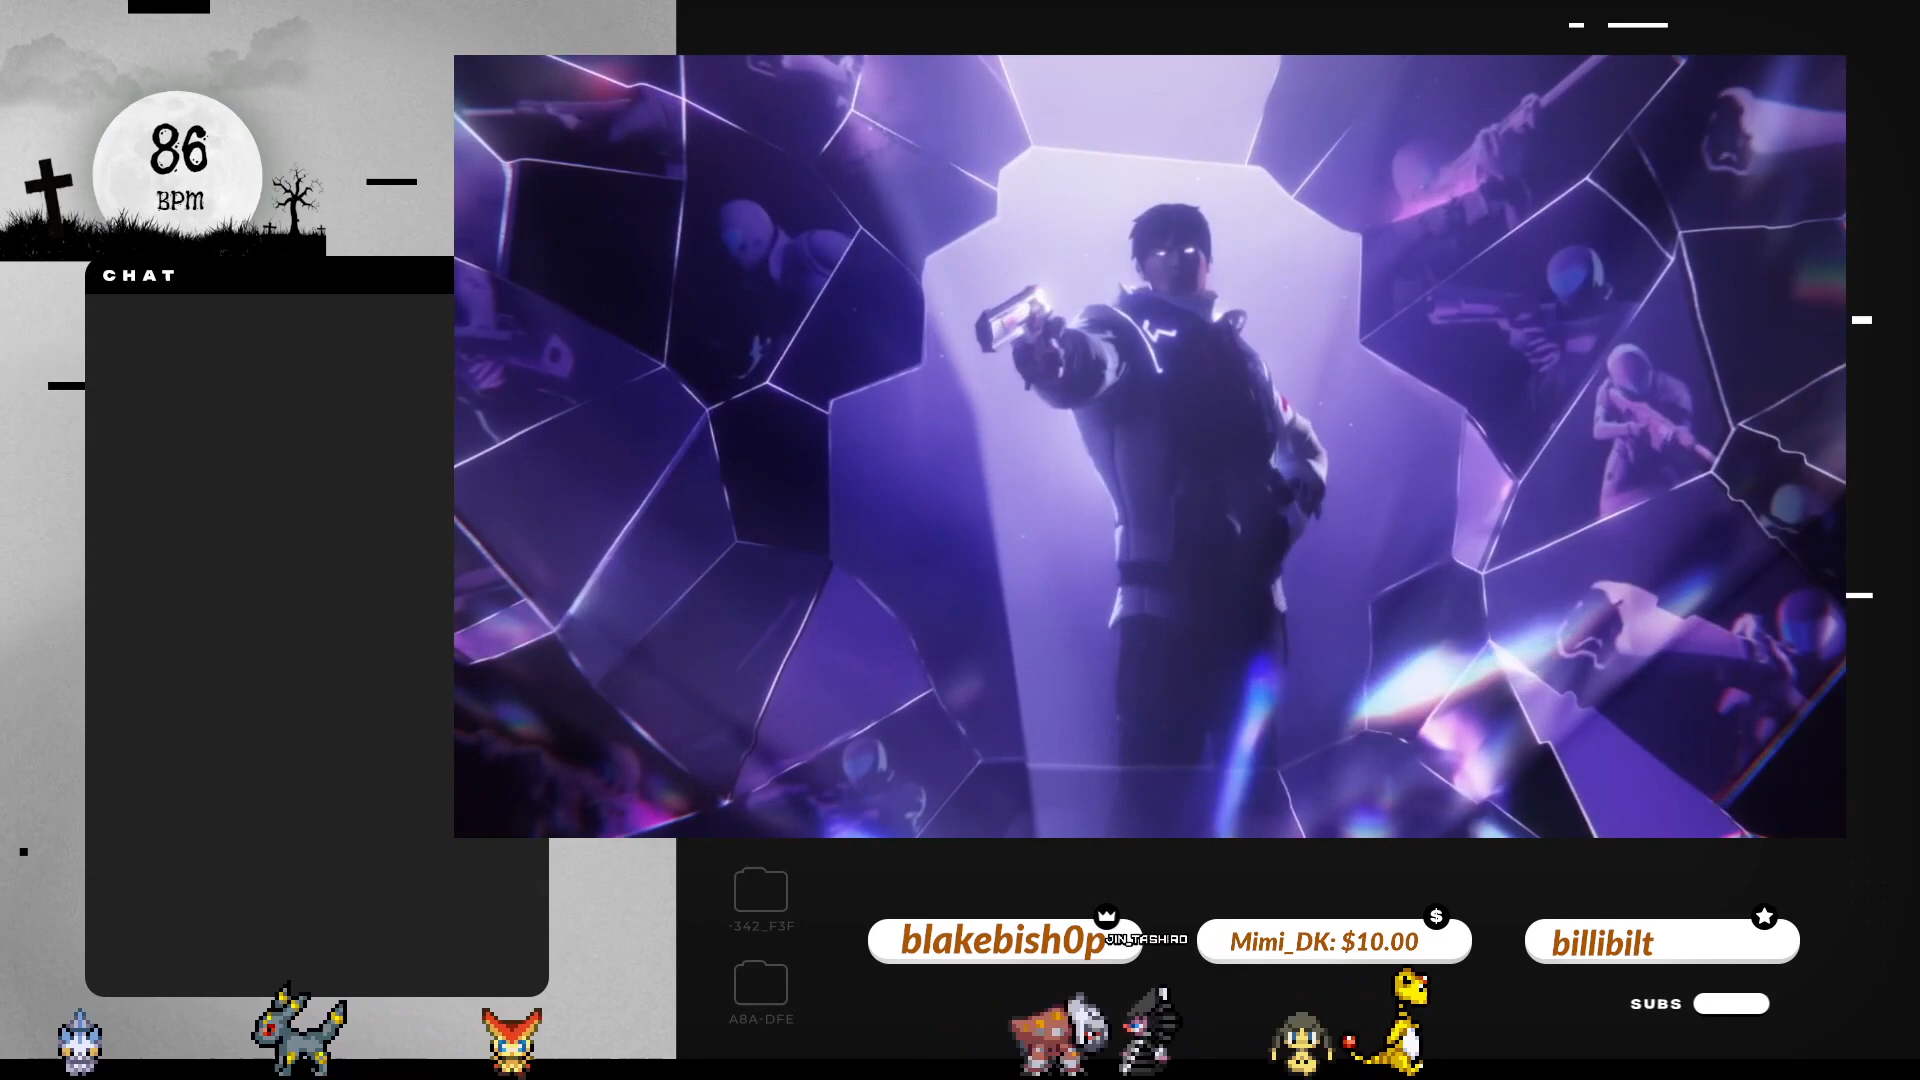 86
BPM
CHAT
-342_F3F
blakebish0p
JIN_TASHIRO
Mimi_DK: $10.00
billibilt
A8A-DFE
SUBS